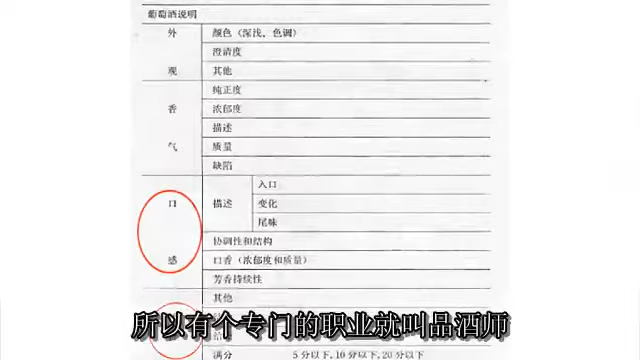 葡萄酒说明
外 颜色（深浅，色调）
澄清度
观 其他
纯正度
香 浓郁度
描述
气 质量
缺陷
入口
口 描述 变化
尾味
协调性和结构
感 口香（浓郁度和质量）
芳香持续性
其他
所以有个专门的职业就叫品酒师
满分 5分以下，10分以下，20分以下